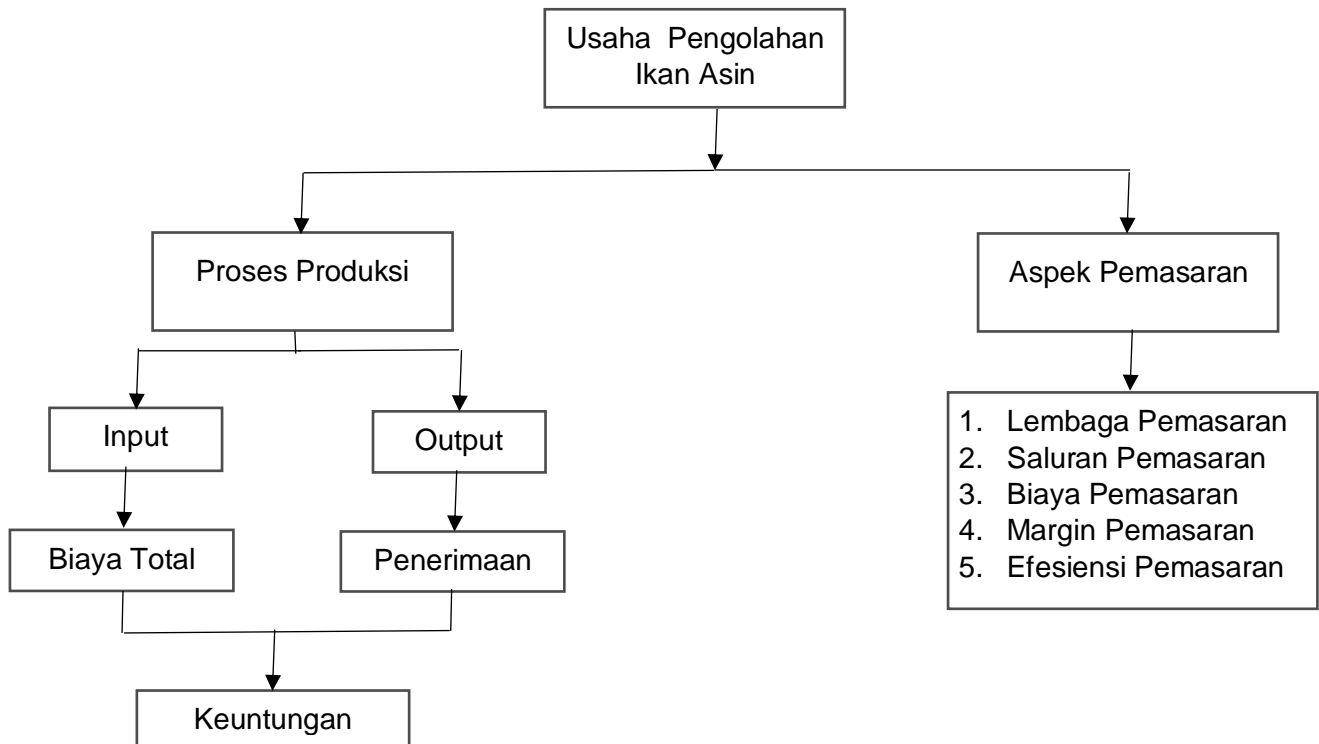 Usaha Pengolahan
Ikan Asin
Proses Produksi
Aspek Pemasaran
Input
Output
Biaya Total
Penerimaan
Keuntungan
1. Lembaga Pemasaran
2. Saluran Pemasaran
3. Biaya Pemasaran
4. Margin Pemasaran
5. Efesiensi Pemasaran